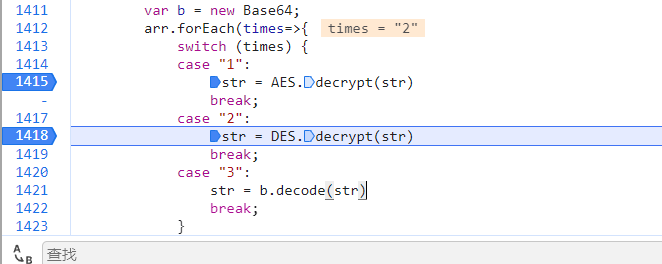 1411 var b = new Base64;
1412 arr.forEach(times=>{ times = "2"
1413 switch (times) {
1414 case "1":
1415 str = AES.decrypt(str)
- break;
1417 case "2":
1418 str = DES.decrypt(str)
1419 break;
1420 case "3":
1421 str = b.decode(str)
1422 break;
1423 }
A B 查找